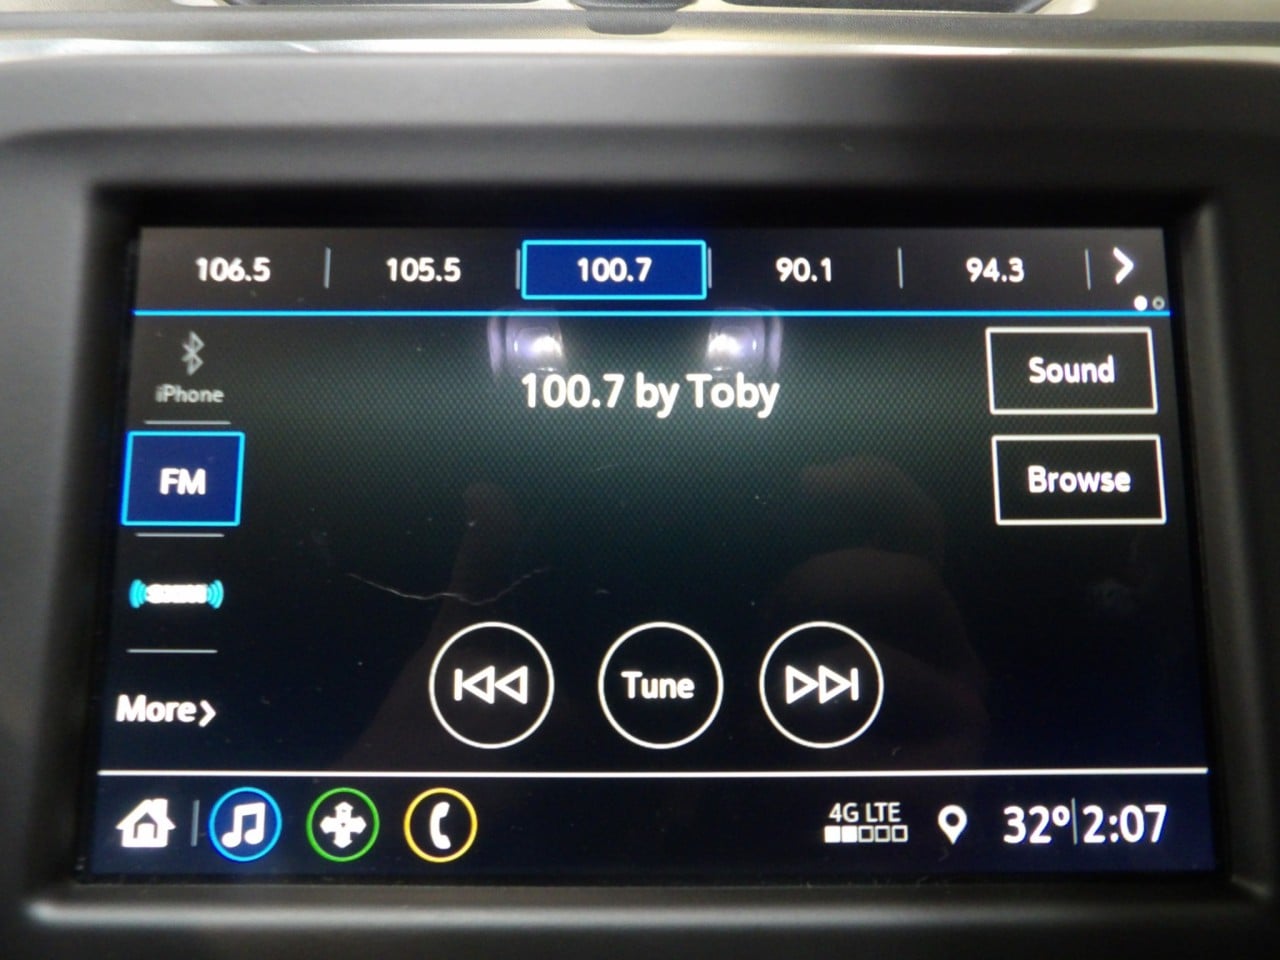 106.5
105.5
100.7
90.1
94.3
iPhone
100.7 by Toby
Sound
FM
Browse
Tune
More
4G LTE
32° 2:07